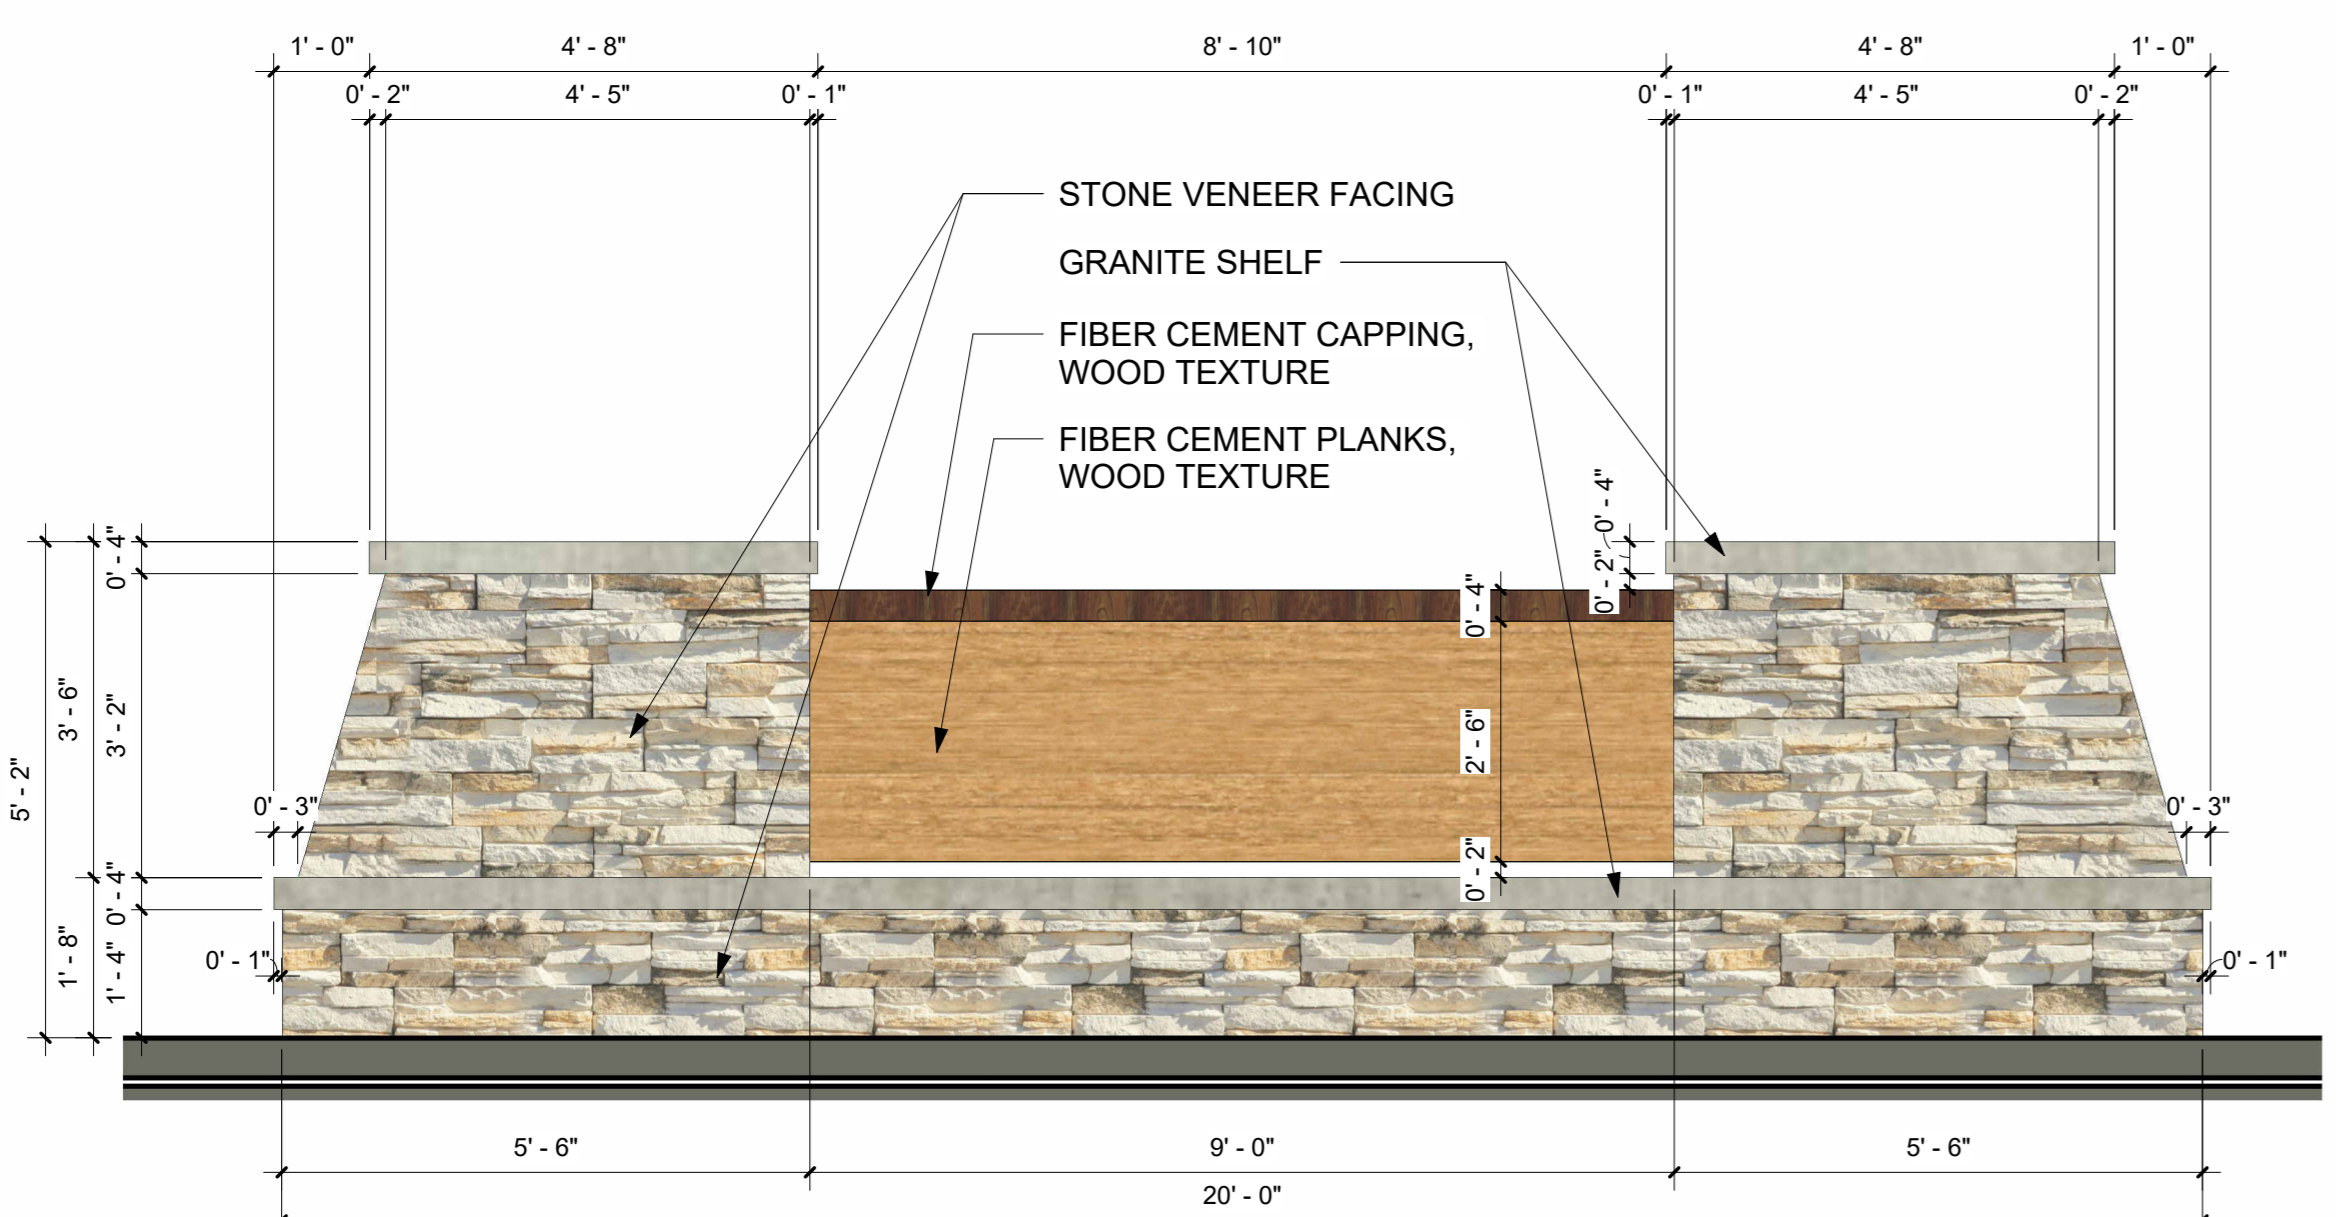 1' - 0"
4' - 8"
8' - 10"
4' - 8"
1' - 0"
0' - 2"
4' - 5"
0' - 1"
0' - 1"
4' - 5"
0' - 2"
STONE VENEER FACING
GRANITE SHELF
FIBER CEMENT CAPPING,
WOOD TEXTURE
FIBER CEMENT PLANKS,
WOOD TEXTURE
0' - 4"
0' - 2"
0' - 4"
2' - 6"
0' - 2"
5' - 2"
3' - 6"
1' - 8"
0' - 4"
3' - 2"
0' - 4"
1' - 4"
0' - 3"
0' - 3"
0' - 1"
0' - 1"
5' - 6"
9' - 0"
5' - 6"
20' - 0"